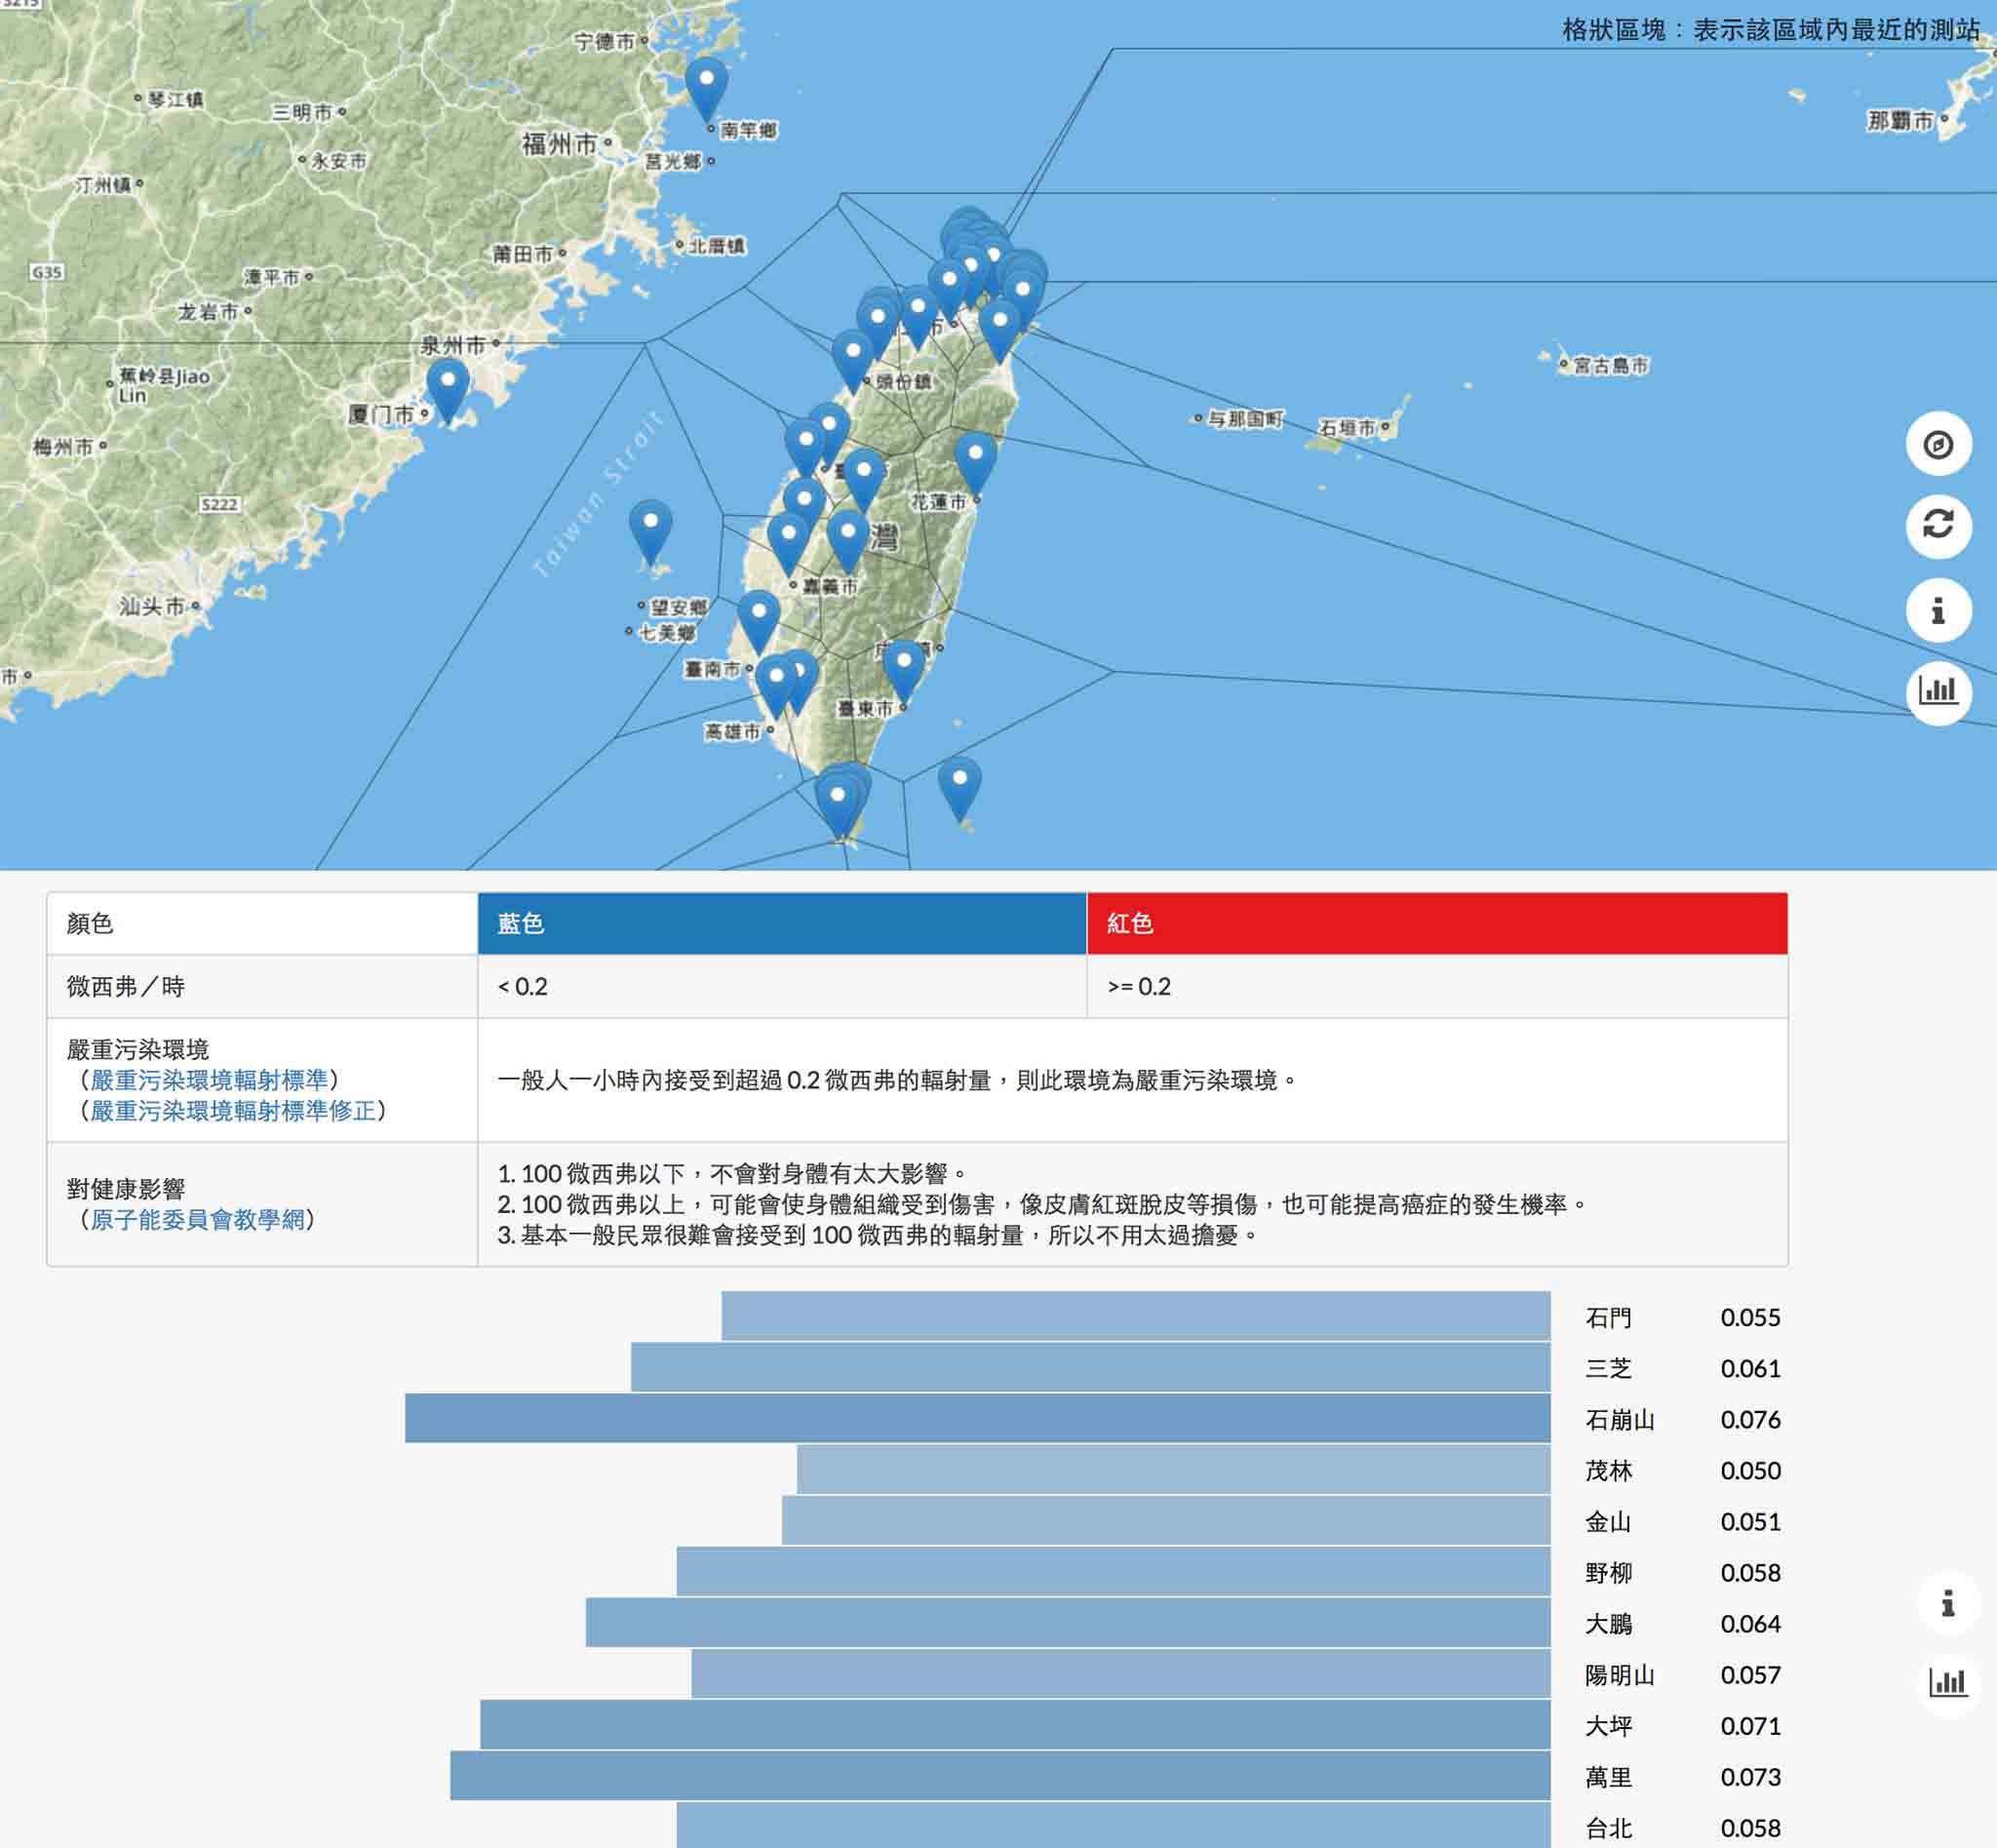 S215
格狀區塊：表示該區域內最近的測站
宁德市
琴江镇
三明市
南竿鄉
福州市
那霸市
永安市
莒光鄉
汀州镇
北厝镇
莆田市
G35
漳平市
龙岩市
市
泉州市
宮古島市
蕉岭县Jiao
Lin
頭份鎮
厦门市
与那国町
石垣市
梅州市
Taiwan Strait
S222
花蓮市
灣
嘉義市
汕头市
望安鄉
七美鄉
市
臺南市
臺東市
高雄市
顏色 藍色 紅色
微西弗／時 < 0.2 >= 0.2
嚴重污染環境
（嚴重污染環境輻射標準）
（嚴重污染環境輻射標準修正）
一般人一小時內接受到超過 0.2 微西弗的輻射量，則此環境為嚴重污染環境。
對健康影響
（原子能委員會教學網）
1. 100 微西弗以下，不會對身體有太大影響。
2. 100 微西弗以上，可能會使身體組織受到傷害，像皮膚紅斑脫皮等損傷，也可能提高癌症的發生機率。
3. 基本一般民眾很難會接受到 100 微西弗的輻射量，所以不用太過擔憂。
石門 0.055
三芝 0.061
石崩山 0.076
茂林 0.050
金山 0.051
野柳 0.058
大鵬 0.064
陽明山 0.057
大坪 0.071
萬里 0.073
台北 0.058